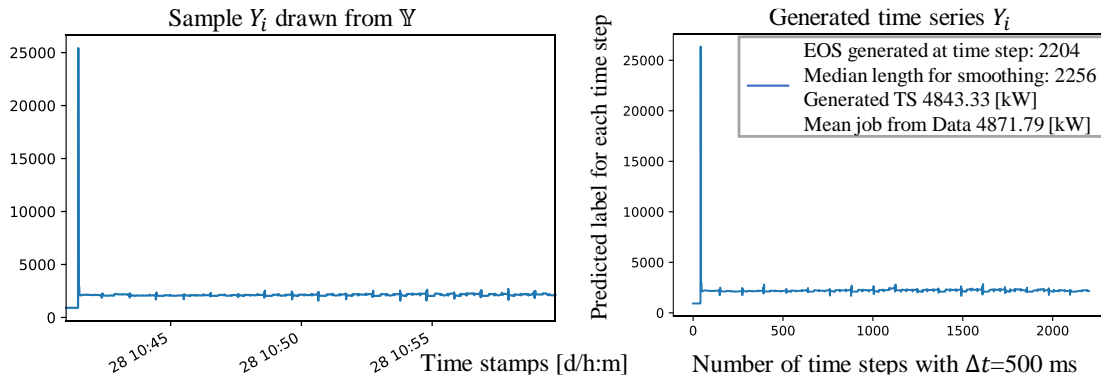 Sample Y_i drawn from 𝕐
25000
20000
15000
10000
5000
0
28 10:45
28 10:50
28 10:55
Time stamps [d/h:m]
Generated time series Y_i
Predicted label for each time step
EOS generated at time step: 2204
Median length for smoothing: 2256
Generated TS 4843.33 [kW]
Mean job from Data 4871.79 [kW]
25000
20000
15000
10000
5000
0
0
500
1000
1500
2000
Number of time steps with Δt=500 ms